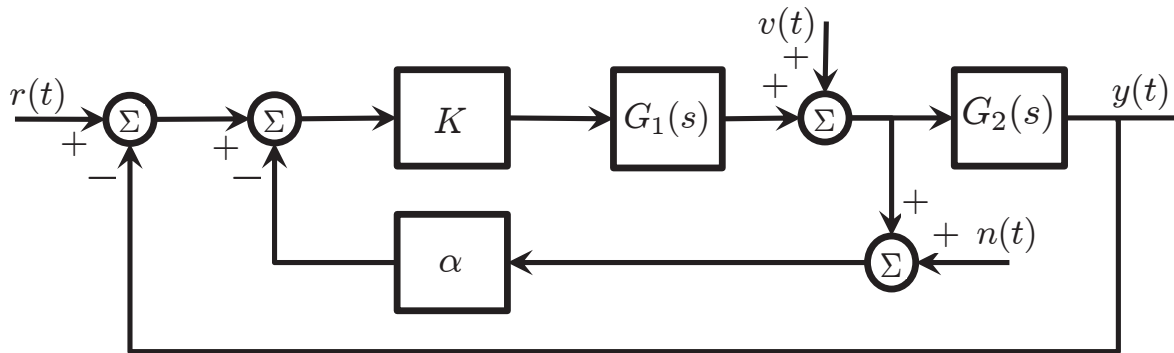 v(t)
+
r(t)
Σ
+
−
Σ
+
−
K
G₁(s)
+
Σ
G₂(s)
y(t)
+
α
Σ
+
n(t)